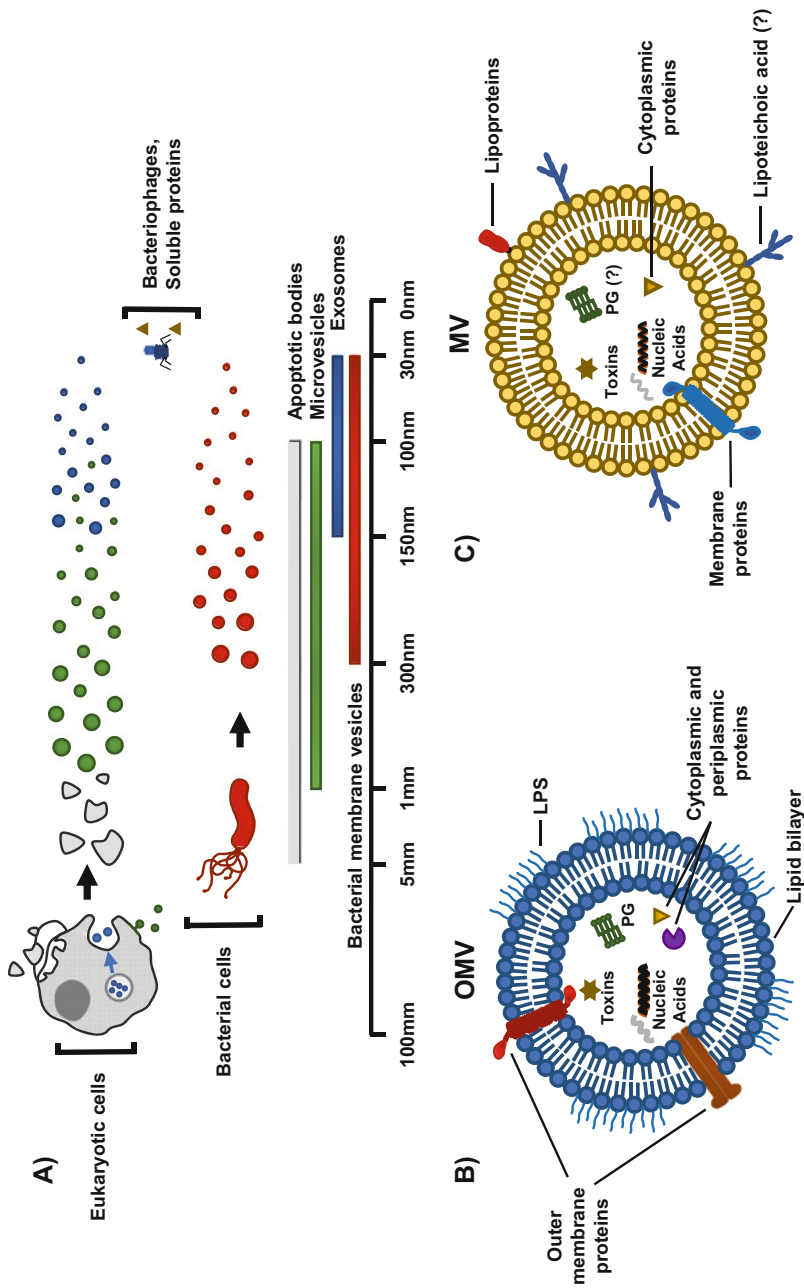 A)
Eukaryotic cells
Bacterial cells
Bacteriophages,
Soluble proteins
Apoptotic bodies
Microvesicles
Exosomes
Bacterial membrane vesicles
100mm
5mm
1mm
300nm
150nm
100nm
30nm
0nm
B)
OMV
Outer
membrane
proteins
LPS
Toxins
PG
Nucleic
Acids
Cytoplasmic and
periplasmic
proteins
Lipid bilayer
C)
MV
Lipoproteins
Toxins
PG (?)
Nucleic
Acids
Cytoplasmic
proteins
Membrane
proteins
Lipoteichoic acid (?)